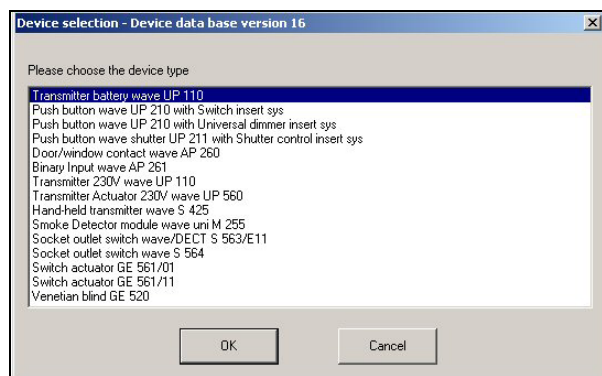 Device selection - Device data base version 16
Please choose the device type
Transmitter battery wave UP 110
Push button wave UP 210 with Switch insert sys
Push button wave UP 210 with Universal dimmer insert sys
Push button wave shutter UP 211 with Shutter control insert sys
Door/window contact wave AP 260
Binary Input wave AP 261
Transmitter 230V wave UP 110
Transmitter Actuator 230V wave UP 560
Hand-held transmitter wave S 425
Smoke Detector module wave uni M 255
Socket outlet switch wave/DECT S 563/E11
Socket outlet switch wave S 564
Switch actuator GE 561/01
Switch actuator GE 561/11
Venetian blind GE 520
OK Cancel